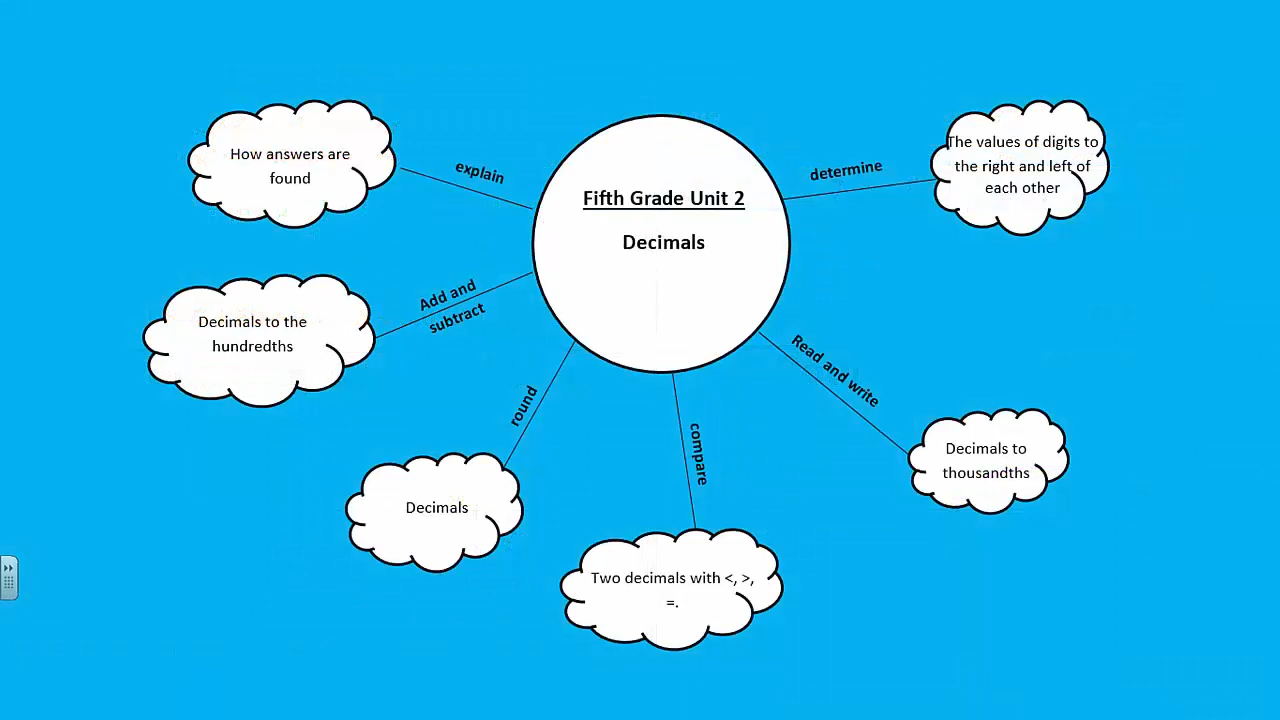 Fifth Grade Unit 2
Decimals
determine
The values of digits to
the right and left of
each other
Read and write
Decimals to
thousandths
compare
Two decimals with <, >,
=.
round
Decimals
Add and
subtract
Decimals to the
hundredths
explain
How answers are
found